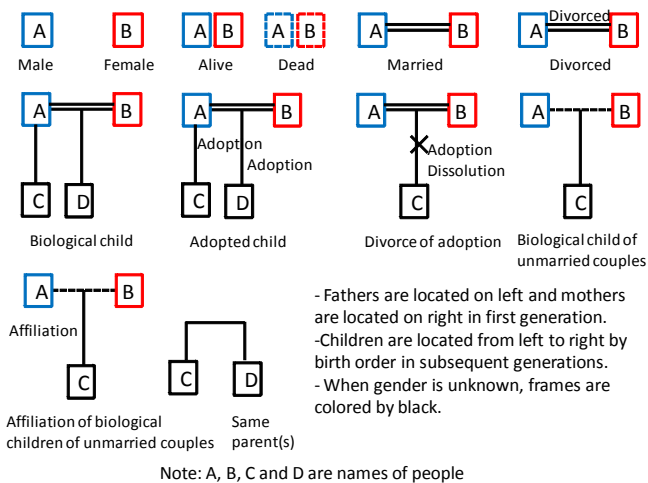 A B A B A B A B A Divorced B
Male Female Alive Dead Married Divorced
A B A B A B A B
Adoption
Adoption
Adoption
Dissolution
C D C D C C
Biological child Adopted child Divorce of adoption Biological child of
unmarried couples
A B
Affiliation
C C D
Affiliation of biological
children of unmarried couples
Same
parent(s)
- Fathers are located on left and mothers
are located on right in first generation.
-Children are located from left to right by
birth order in subsequent generations.
- When gender is unknown, frames are
colored by black.
Note: A, B, C and D are names of people